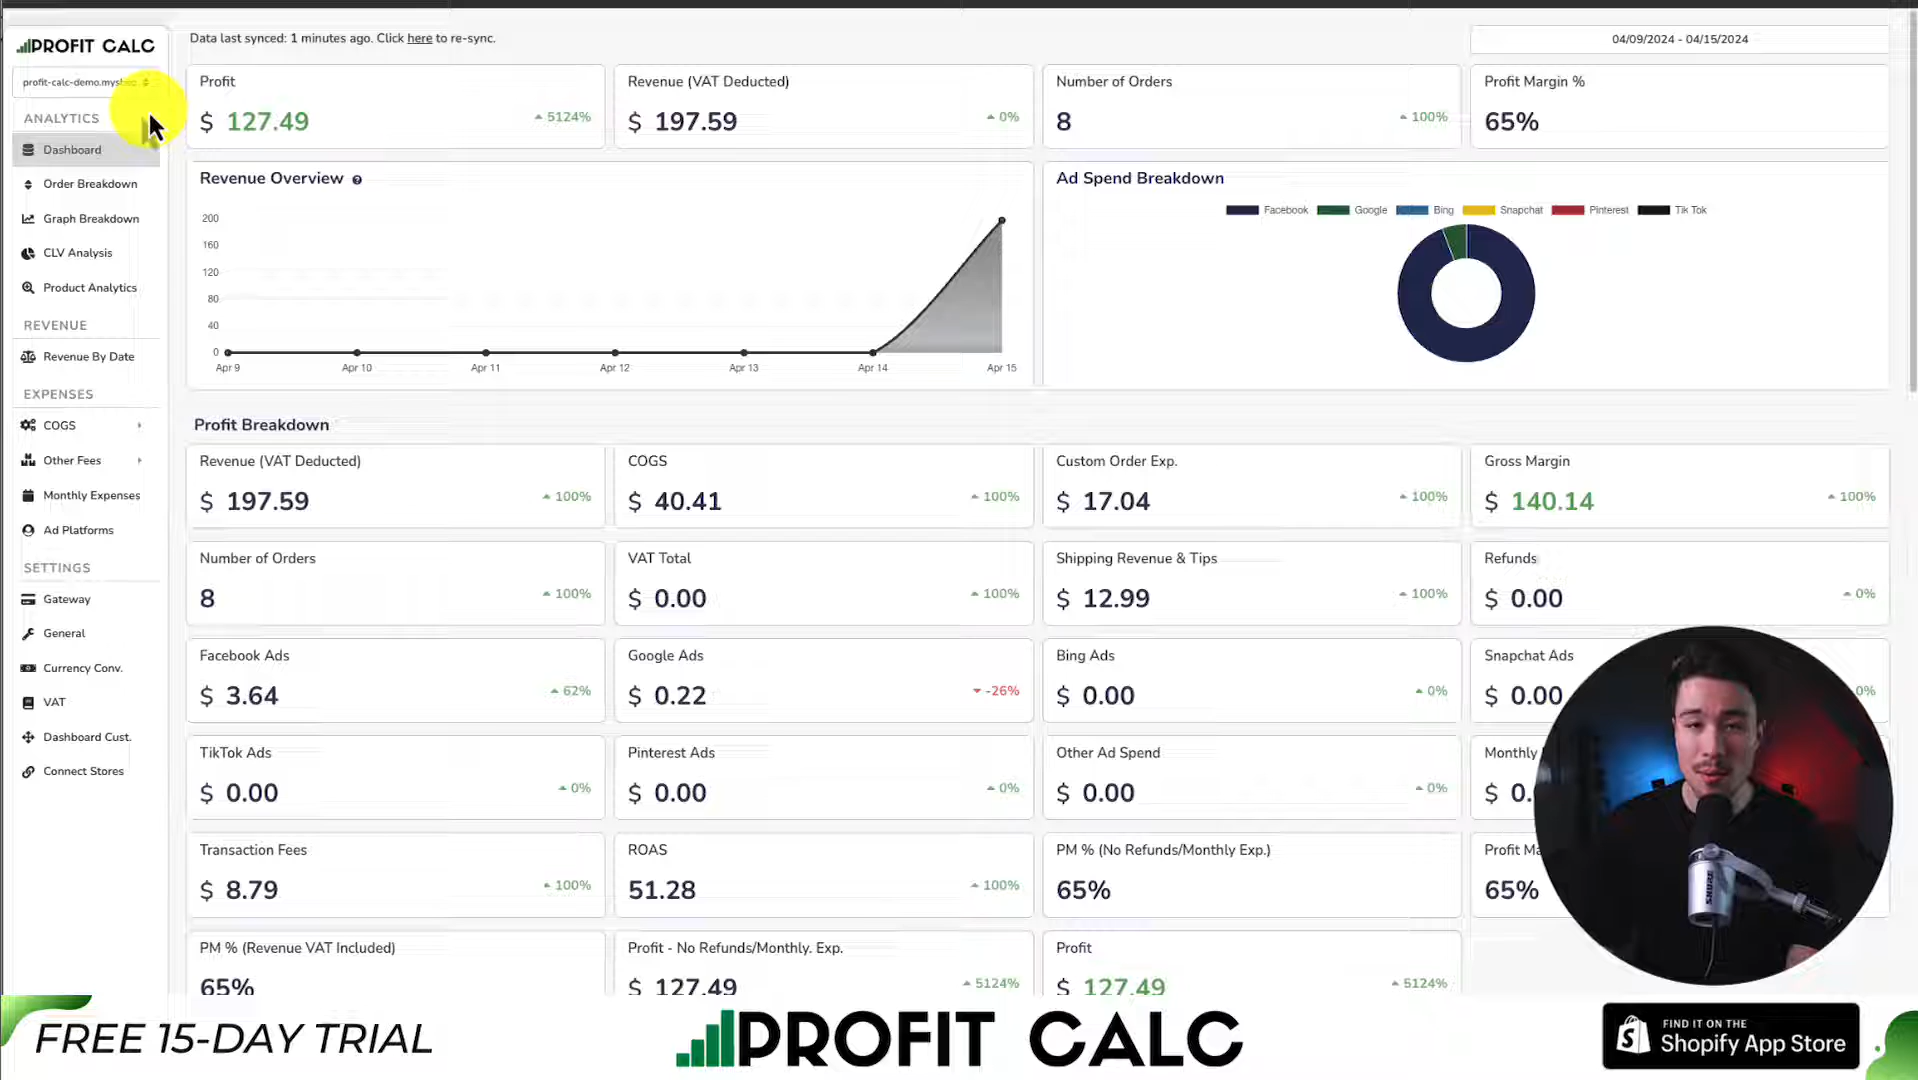 PROFIT CALC
Data last synced: 1 minutes ago. Click here to re-sync.
04/09/2024 - 04/15/2024
ANALYTICS
Dashboard
Order Breakdown
Graph Breakdown
CLV Analysis
Product Analytics
REVENUE
Revenue By Date
EXPENSES
COGS
Other Fees
Monthly Expenses
Ad Platforms
SETTINGS
Gateway
General
Currency Conv.
VAT
Dashboard Cust.
Connect Stores
Profit
$ 127.49
5124%
Revenue (VAT Deducted)
$ 197.59
0%
Number of Orders
8
100%
Profit Margin %
65%
Revenue Overview
200
160
120
80
40
0
Apr 9 Apr 10 Apr 11 Apr 12 Apr 13 Apr 14 Apr 15
Ad Spend Breakdown
Facebook Google Bing Snapchat Pinterest Tik Tok
Profit Breakdown
Revenue (VAT Deducted)
$ 197.59
100%
COGS
$ 40.41
100%
Custom Order Exp.
$ 17.04
100%
Gross Margin
$ 140.14
100%
Number of Orders
8
100%
VAT Total
$ 0.00
100%
Shipping Revenue & Tips
$ 12.99
100%
Refunds
$ 0.00
0%
Facebook Ads
$ 3.64
62%
Google Ads
$ 0.22
-26%
Bing Ads
$ 0.00
0%
Snapchat Ads
$ 0.00
0%
TikTok Ads
$ 0.00
0%
Pinterest Ads
$ 0.00
0%
Other Ad Spend
$ 0.00
0%
Monthly
$ 0.
Transaction Fees
$ 8.79
100%
ROAS
51.28
100%
PM % (No Refunds/Monthly Exp.)
65%
Profit
65%
PM % (Revenue VAT Included)
65%
Profit - No Refunds/Monthly. Exp.
$ 127.49
5124%
Profit
$ 127.49
5124%
SHURE
FREE 15-DAY TRIAL
PROFIT CALC
FIND IT ON THE
Shopify App Store